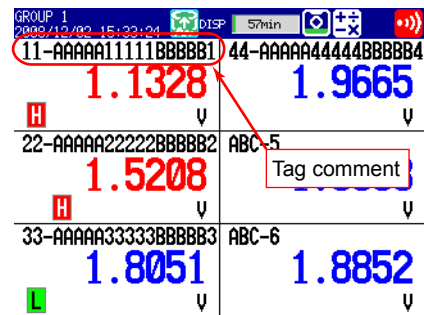 GROUP 1
2009/12/02 15:33:24 DISP 57min
11-AAAAA11111BBBBB1 44-AAAAA44444BBBBB4
1.1328 1.9665
H V V
22-AAAAA22222BBBBB2 ABC-5
1.5208
Tag comment
H V V
33-AAAAA33333BBBBB3 ABC-6
1.8051 1.8852
L V V